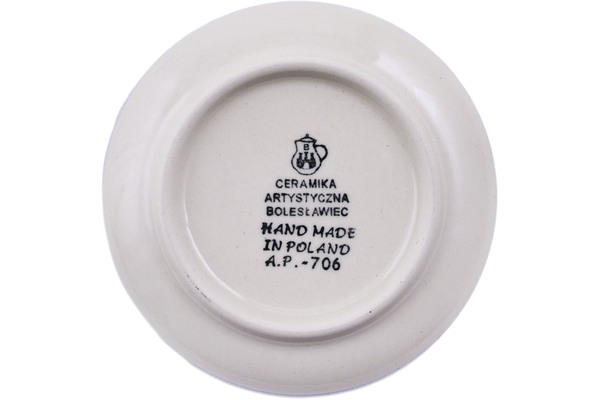 B
CERAMIKA
ARTYSTYCZNA
BOLESŁAWIEC
HAND MADE
IN POLAND
A.P.-706